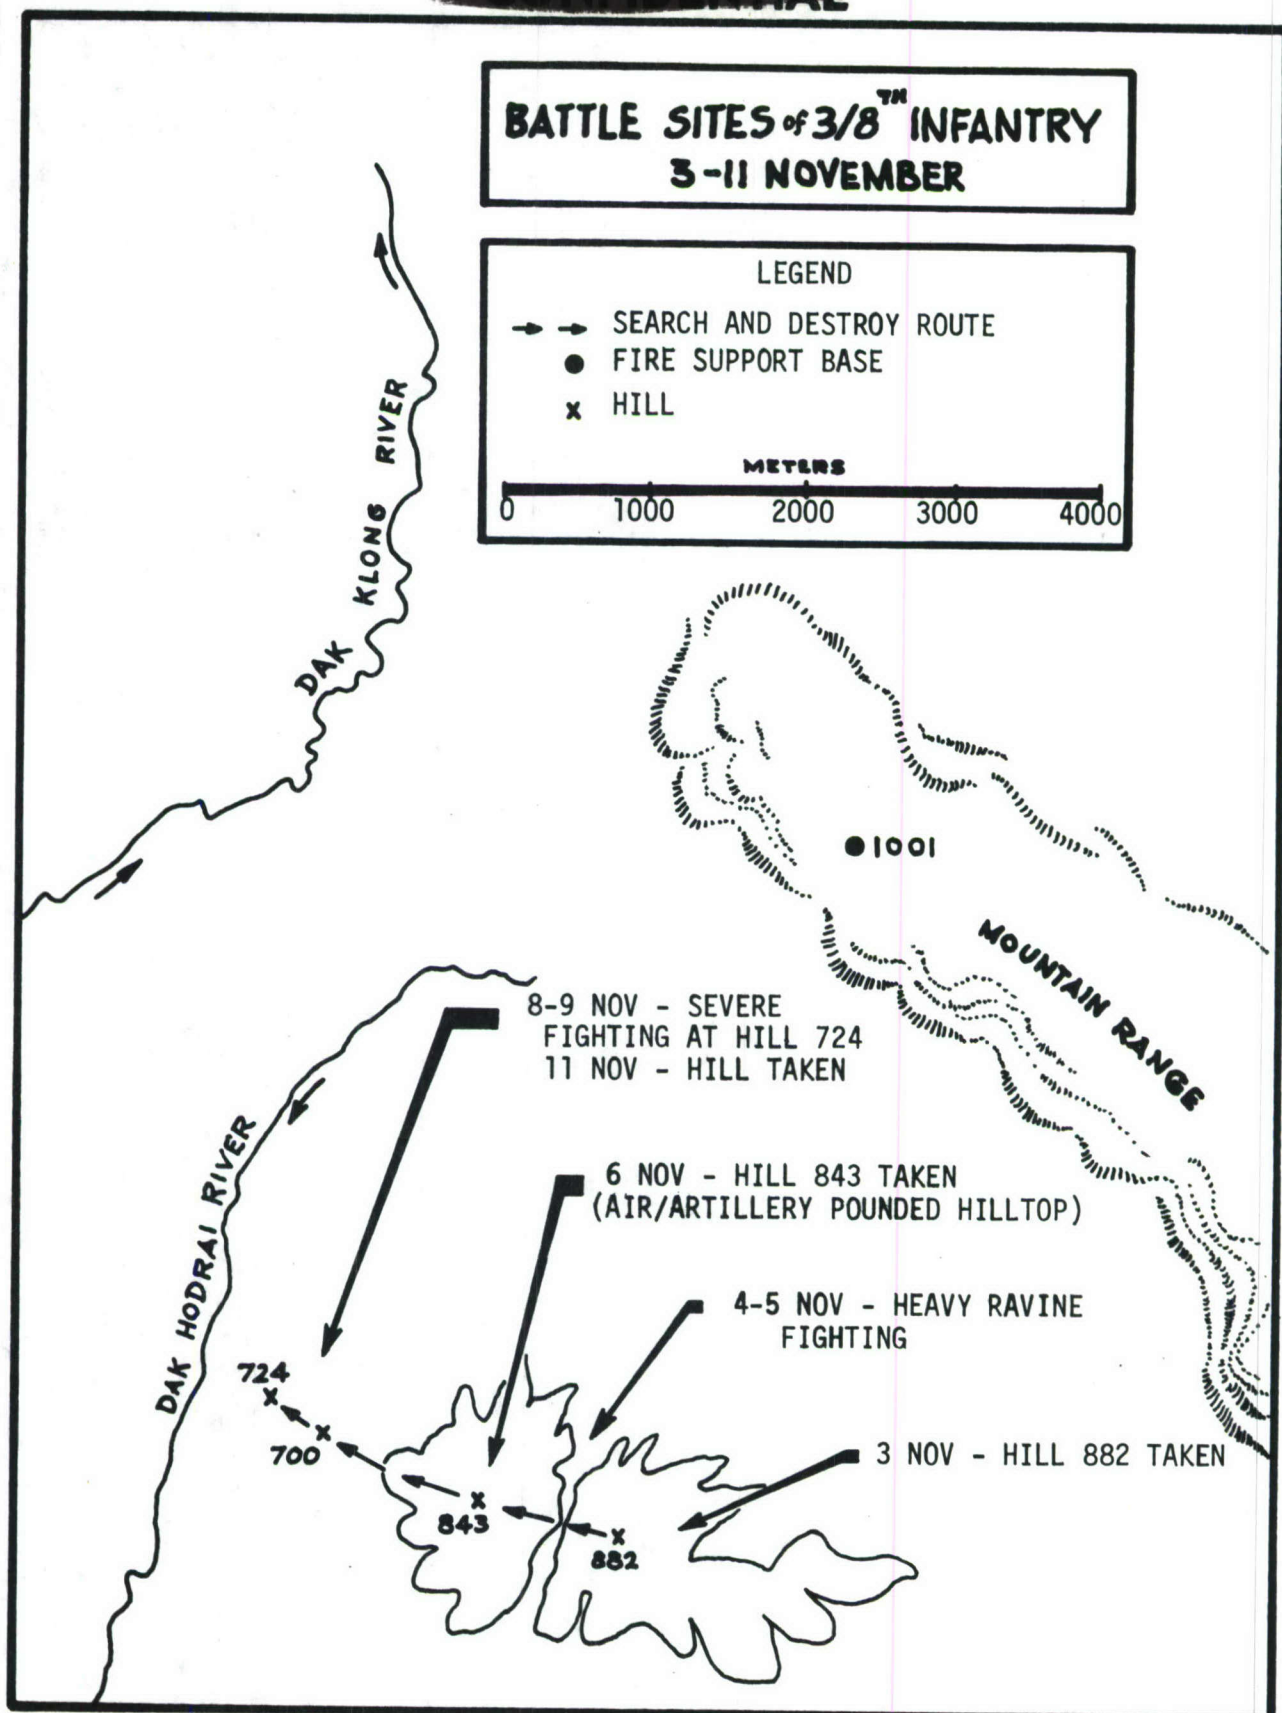 BATTLE SITES of 3/8TH INFANTRY
3-11 NOVEMBER
LEGEND
SEARCH AND DESTROY ROUTE
FIRE SUPPORT BASE
HILL
METERS
0 1000 2000 3000 4000
DAK KLONG RIVER
1001
MOUNTAIN RANGE
8-9 NOV - SEVERE
FIGHTING AT HILL 724
11 NOV - HILL TAKEN
DAK HODRAI RIVER
6 NOV - HILL 843 TAKEN
(AIR/ARTILLERY POUNDED HILLTOP)
4-5 NOV - HEAVY RAVINE
FIGHTING
724
700
3 NOV - HILL 882 TAKEN
843
882